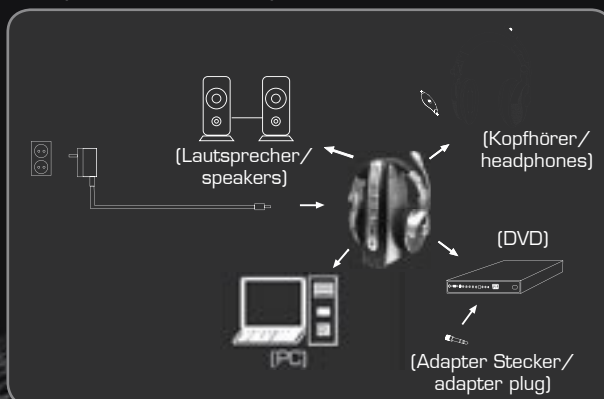 (Lautsprecher/
speakers)
(Kopfhörer/
headphones)
(DVD)
(PC)
(Adapter Stecker/
adapter plug)